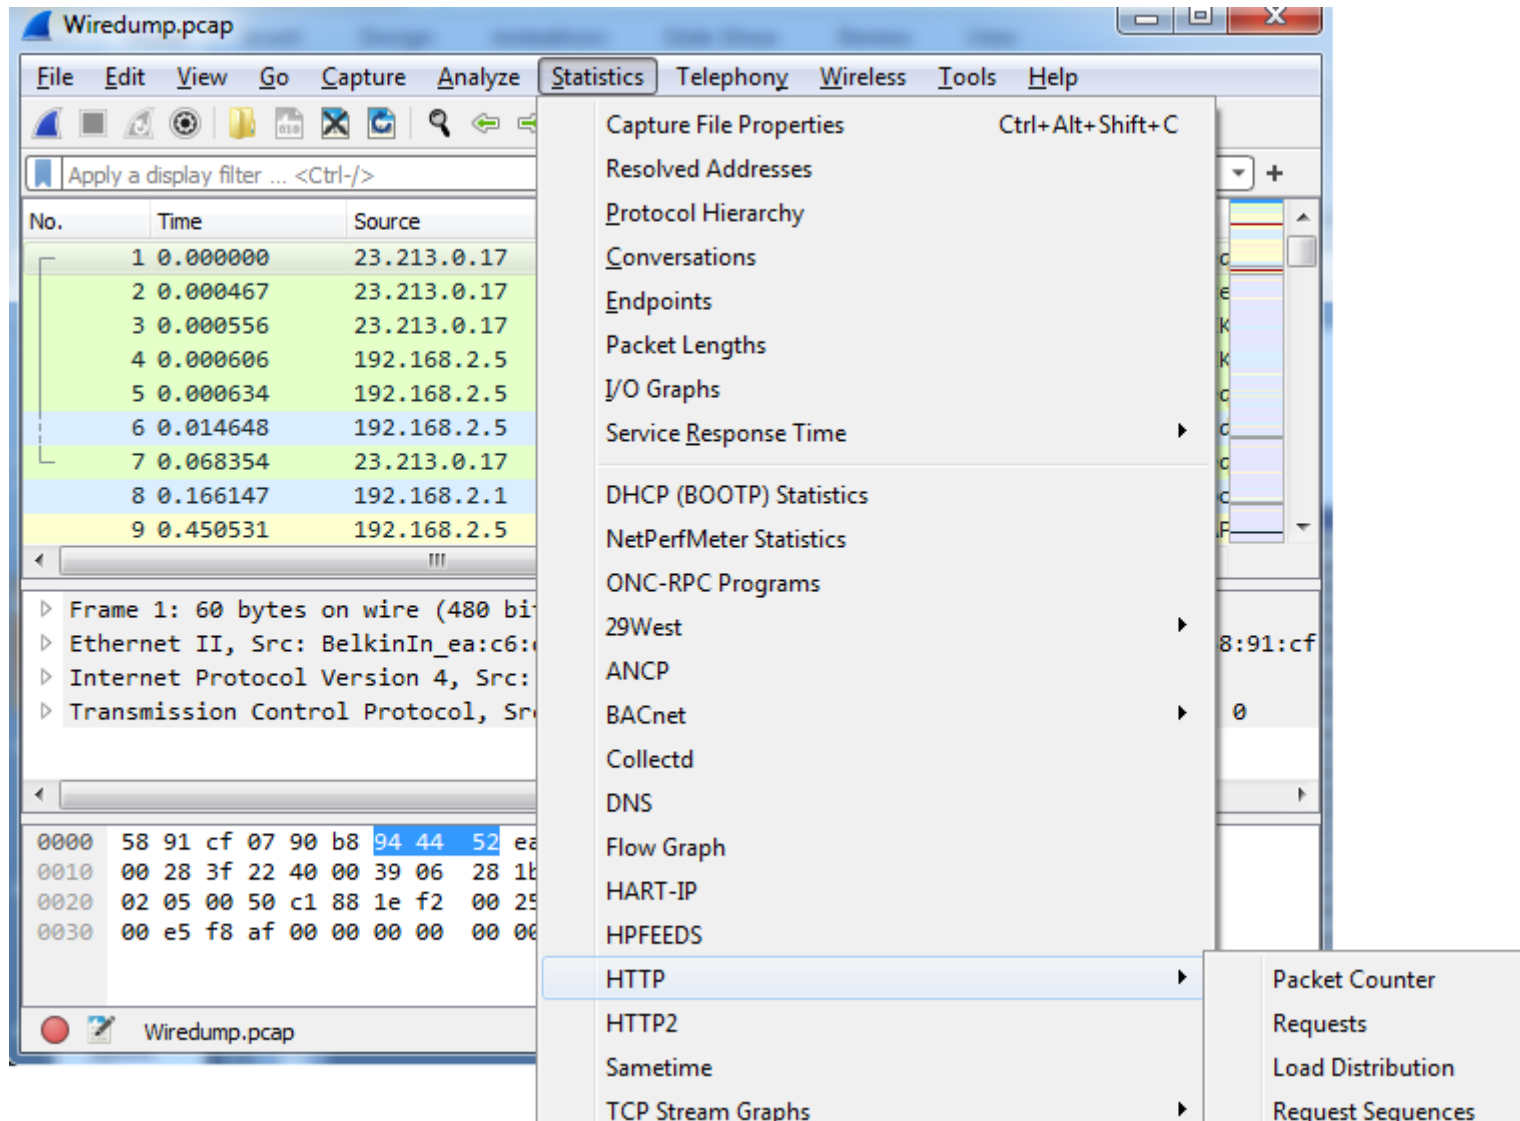 Wiredump.pcap
File Edit View Go Capture Analyze Statistics Telephony Wireless Tools Help
Apply a display filter ... <Ctrl-/>
No. Time Source
1 0.000000 23.213.0.17
2 0.000467 23.213.0.17
3 0.000556 23.213.0.17
4 0.000606 192.168.2.5
5 0.000634 192.168.2.5
6 0.014648 192.168.2.5
7 0.068354 23.213.0.17
8 0.166147 192.168.2.1
9 0.450531 192.168.2.5
Frame 1: 60 bytes on wire (480 bi
Ethernet II, Src: BelkinIn_ea:c6: 8:91:cf
Internet Protocol Version 4, Src:
Transmission Control Protocol, Sr 0
0000 58 91 cf 07 90 b8 94 44 52 ea
0010 00 28 3f 22 40 00 39 06 28 1b
0020 02 05 00 50 c1 88 1e f2 00 25
0030 00 e5 f8 af 00 00 00 00 00 00
Wiredump.pcap
Capture File Properties Ctrl+Alt+Shift+C
Resolved Addresses
Protocol Hierarchy
Conversations
Endpoints
Packet Lengths
I/O Graphs
Service Response Time
DHCP (BOOTP) Statistics
NetPerfMeter Statistics
ONC-RPC Programs
29West
ANCP
BACnet
Collectd
DNS
Flow Graph
HART-IP
HPFEEDS
HTTP
HTTP2
Sametime
TCP Stream Graphs
Packet Counter
Requests
Load Distribution
Request Sequences